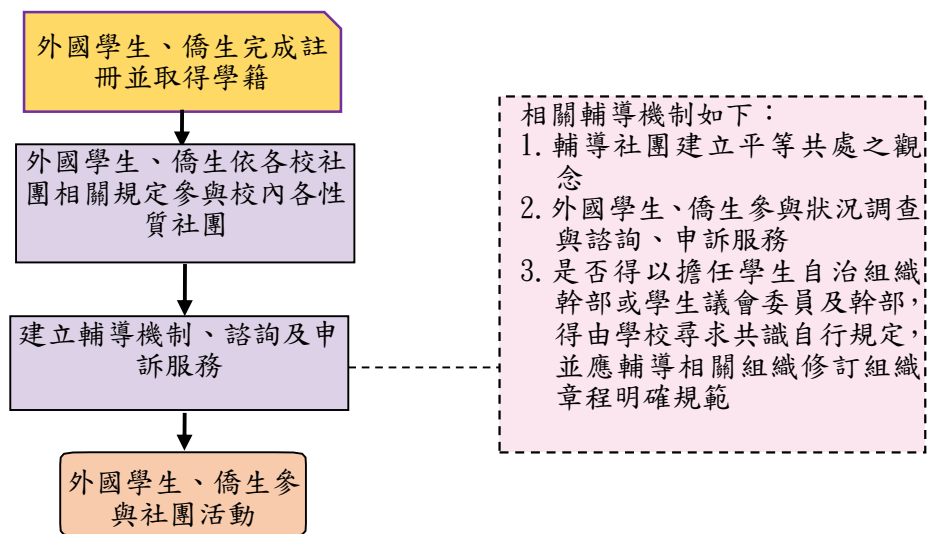 外國學生、僑生完成註
冊並取得學籍
外國學生、僑生依各校社
團相關規定參與校內各性
質社團
建立輔導機制、諮詢及申
訴服務
外國學生、僑生參
與社團活動
相關輔導機制如下：
1. 輔導社團建立平等共處之觀
念
2. 外國學生、僑生參與狀況調查
與諮詢、申訴服務
3. 是否得以擔任學生自治組織
幹部或學生議會委員及幹部，
得由學校尋求共識自行規定，
並應輔導相關組織修訂組織
章程明確規範